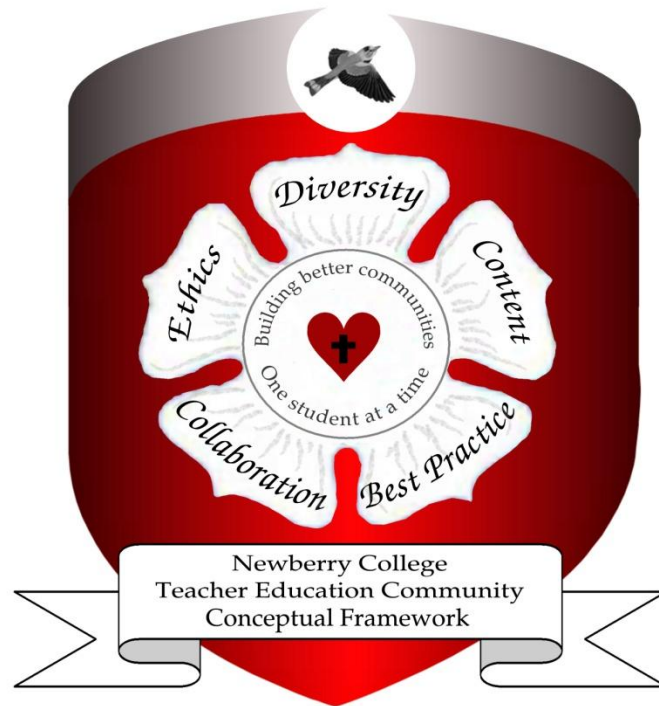 Diversity
Content
Best Practice
Collaboration
Ethics
Building better communities
One student at a time
Newberry College
Teacher Education Community
Conceptual Framework